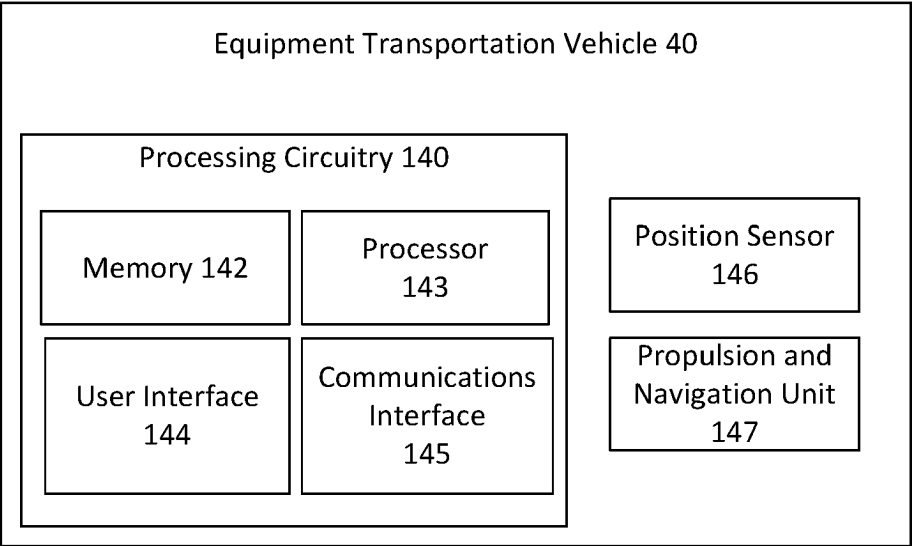 Equipment Transportation Vehicle 40
Processing Circuitry 140
Memory 142
Processor
143
User Interface
144
Communications
Interface
145
Position Sensor
146
Propulsion and
Navigation Unit
147